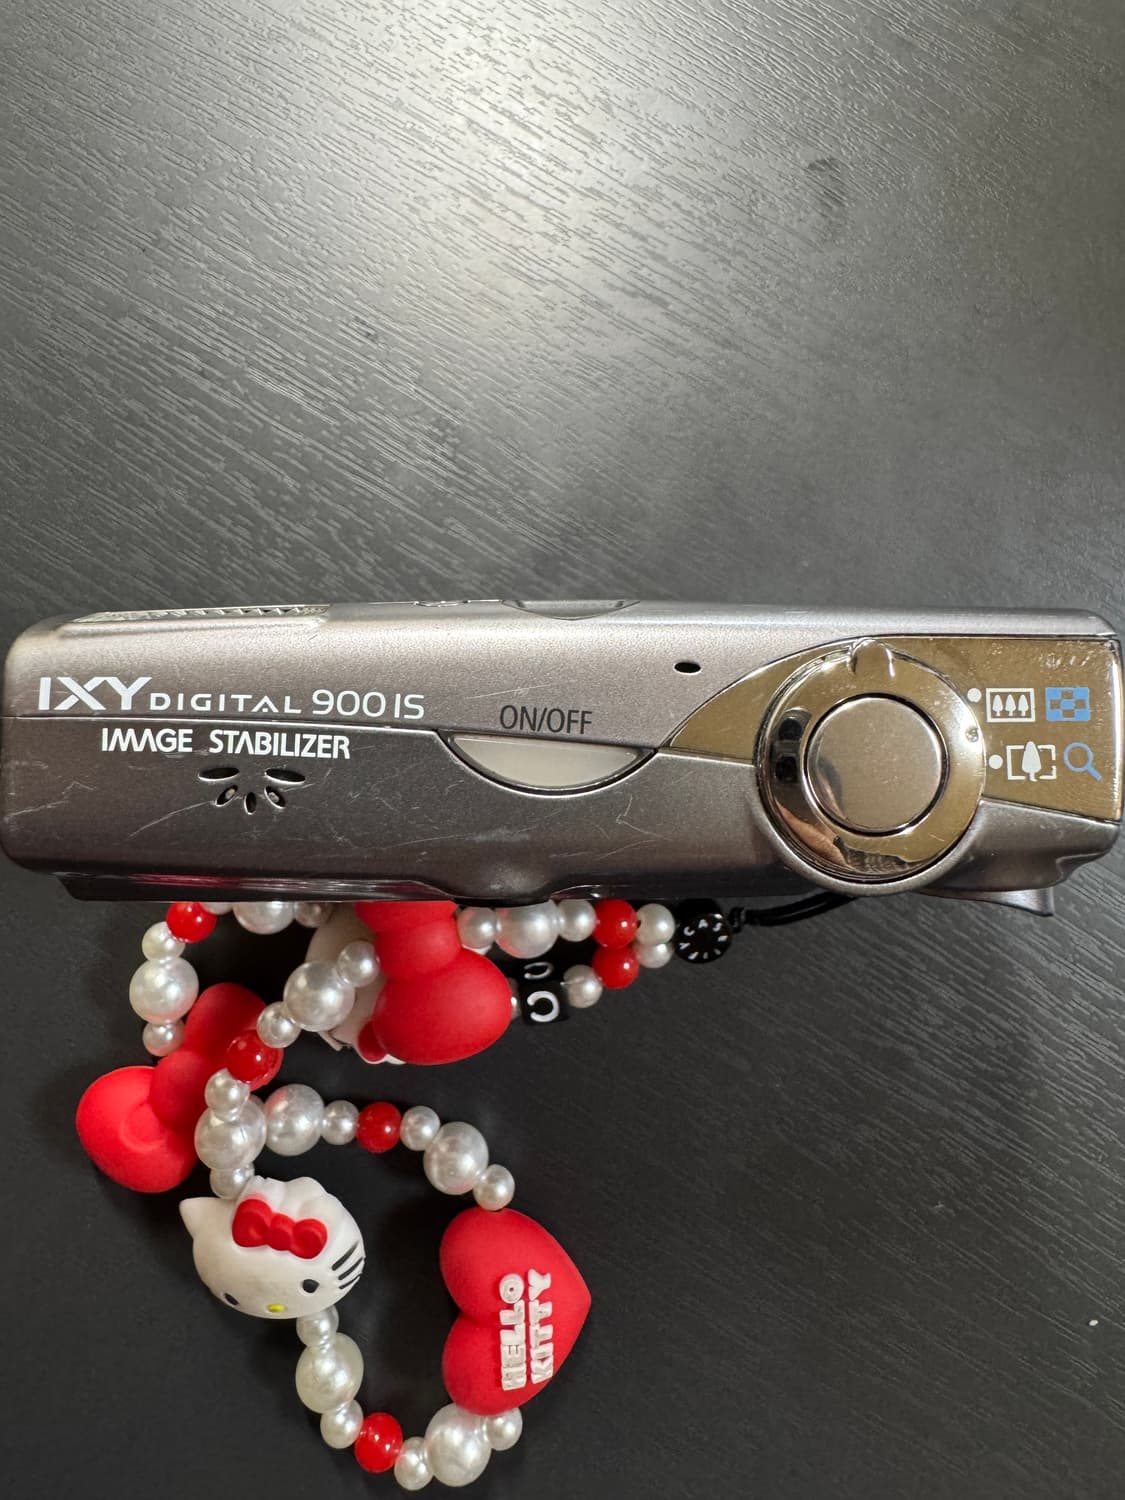 IXY DIGITAL 900 IS
IMAGE STABILIZER
ON/OFF
C
HELLO
KITTY